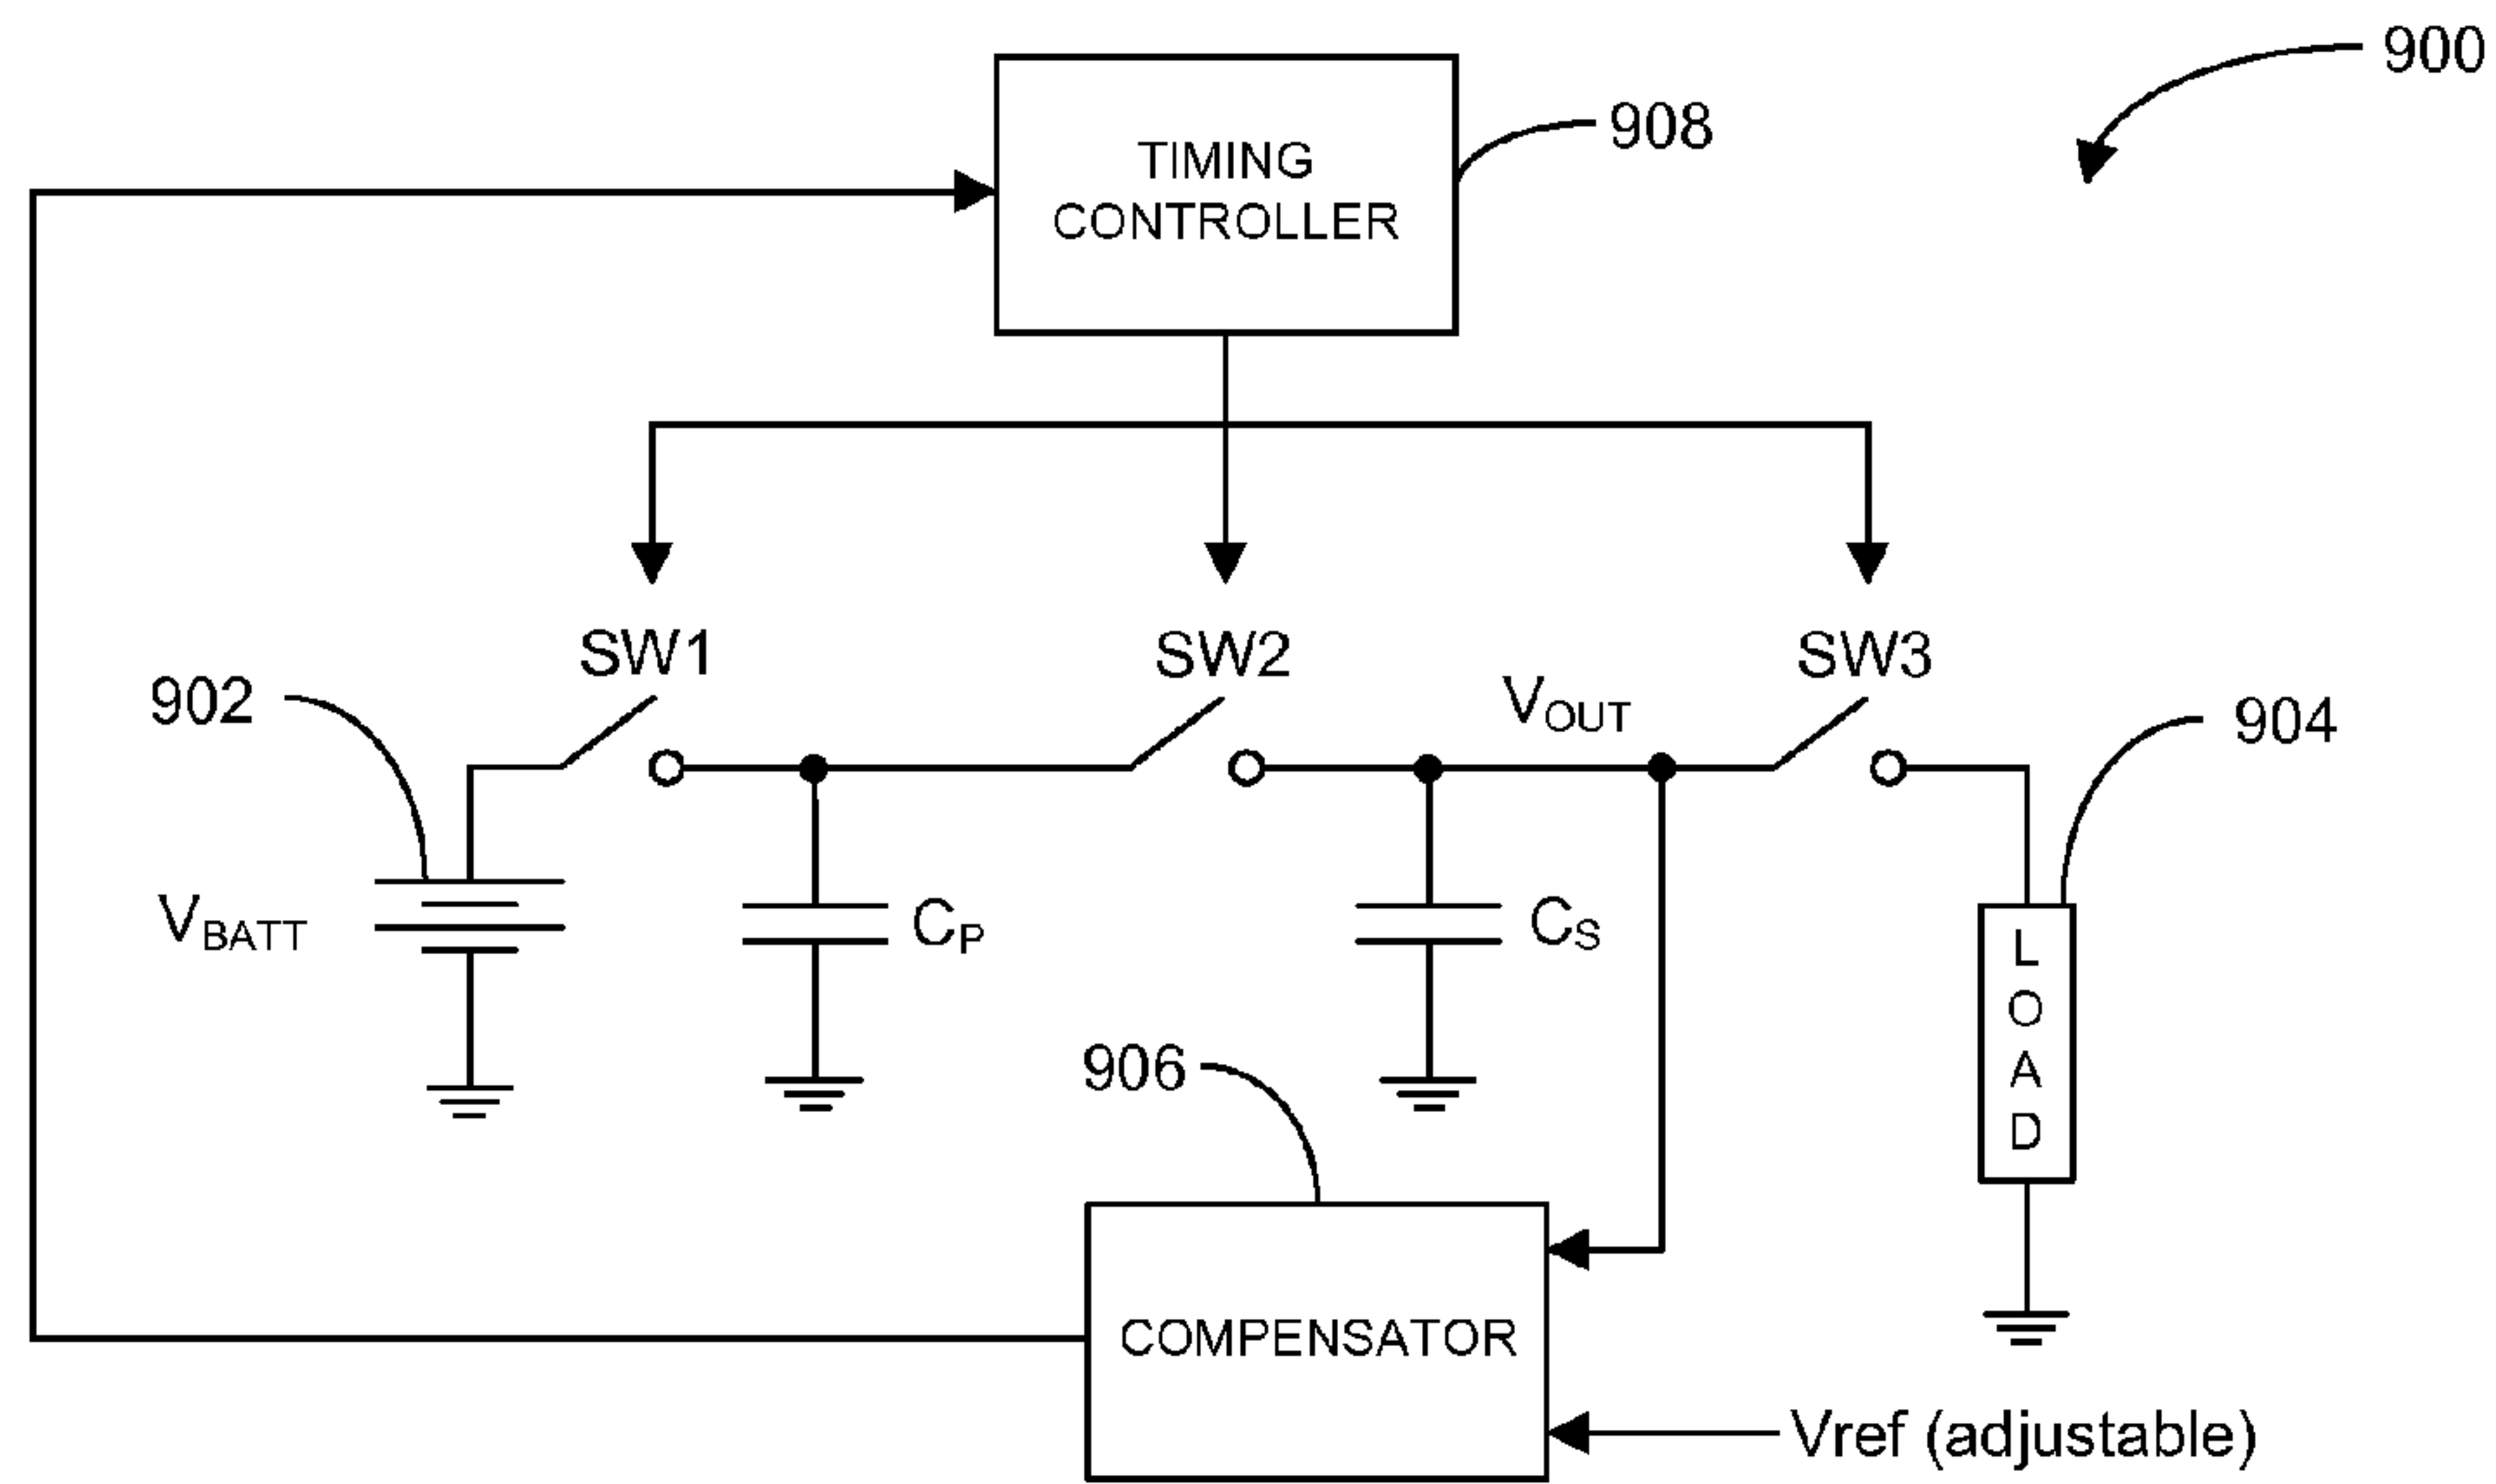 900
908
TIMING
CONTROLLER
SW1
SW2
SW3
902
VOUT
904
VBATT
CP
CS
L
O
A
D
906
COMPENSATOR
Vref (adjustable)